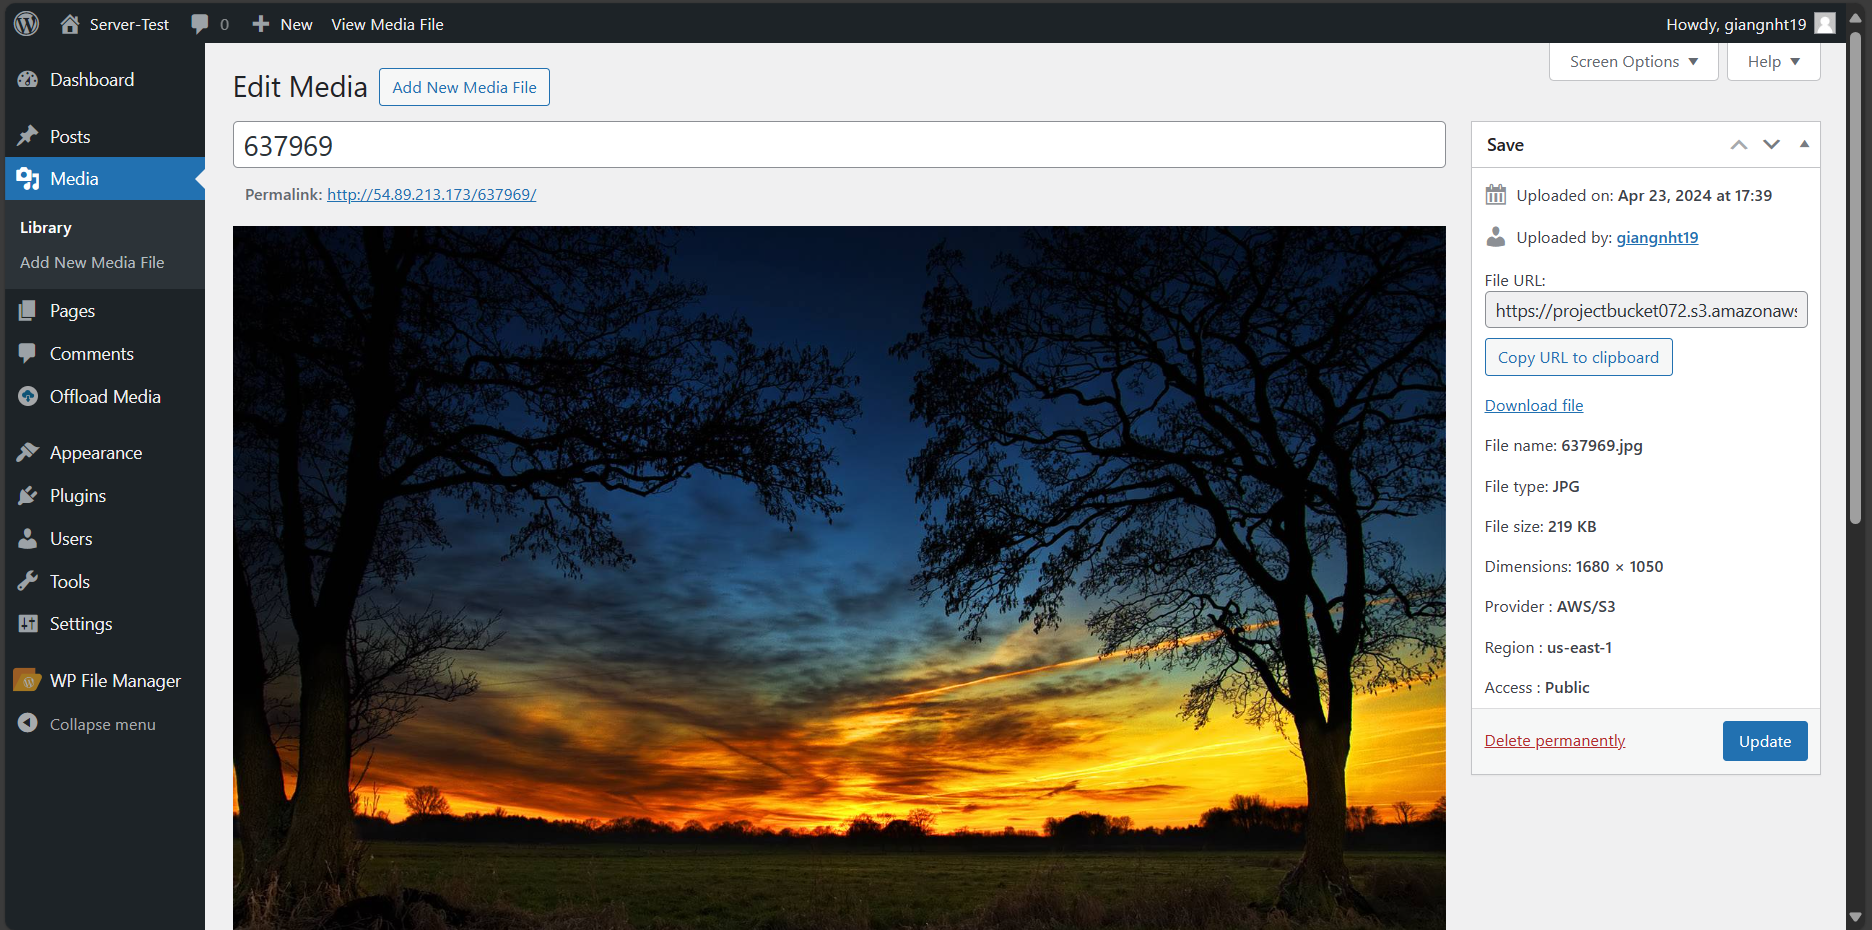 Server-Test
0
New
View Media File
Howdy, giangnht19
Dashboard
Posts
Media
Library
Add New Media File
Pages
Comments
Offload Media
Appearance
Plugins
Users
Tools
Settings
WP File Manager
Collapse menu
Screen Options
Help
Edit Media
Add New Media File
637969
Permalink: http://54.89.213.173/637969/
Save
Uploaded on: Apr 23, 2024 at 17:39
Uploaded by: giangnht19
File URL:
https://projectbucket072.s3.amazonaws
Copy URL to clipboard
Download file
File name: 637969.jpg
File type: JPG
File size: 219 KB
Dimensions: 1680 × 1050
Provider : AWS/S3
Region : us-east-1
Access : Public
Delete permanently
Update